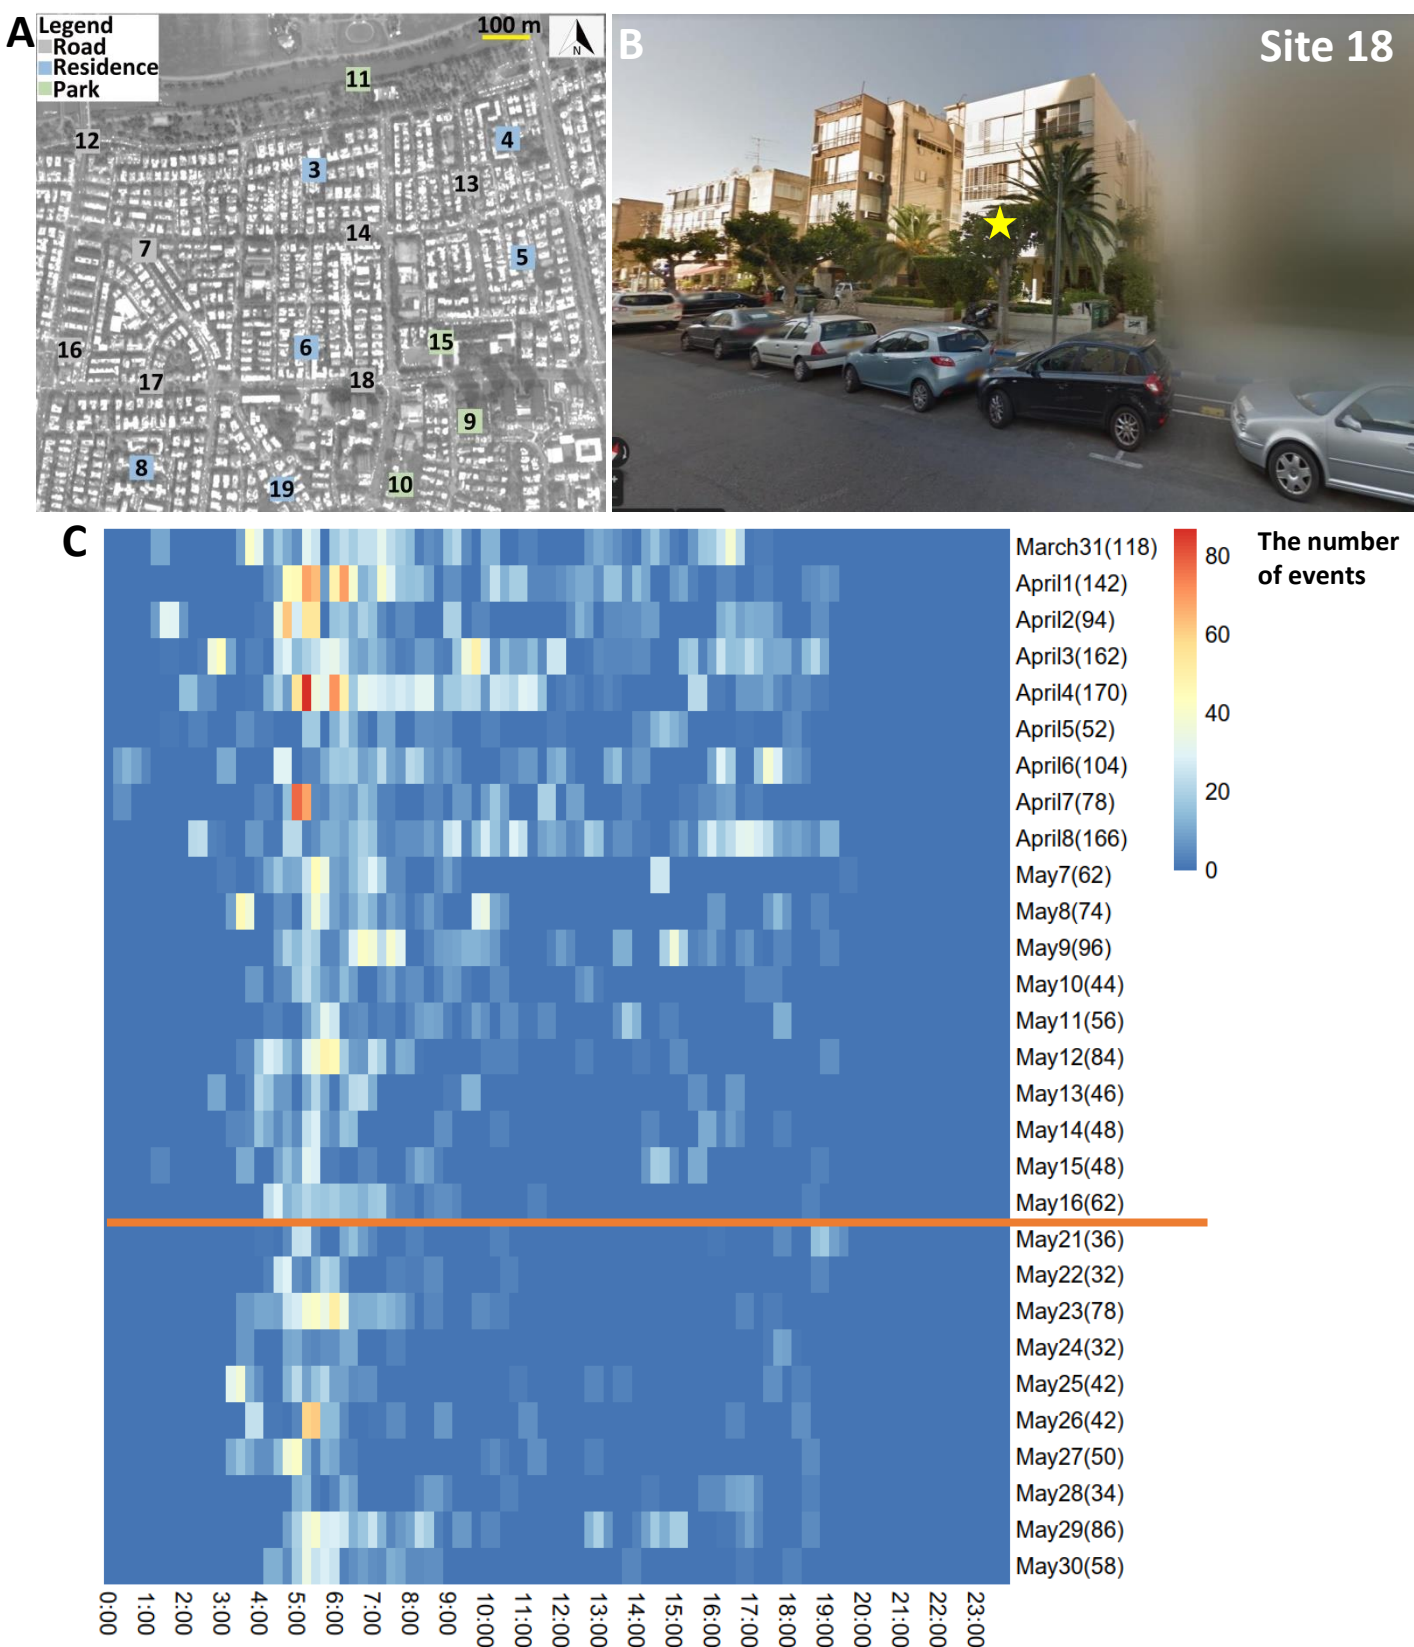 A
Legend
Road
Residence
Park
100 m
N
11
12
4
3
13
14
7
5
6
15
16
17
18
9
8
19
10
B
Site 18
C
March31(118)
April1(142)
April2(94)
April3(162)
April4(170)
April5(52)
April6(104)
April7(78)
April8(166)
May7(62)
May8(74)
May9(96)
May10(44)
May11(56)
May12(84)
May13(46)
May14(48)
May15(48)
May16(62)
May21(36)
May22(32)
May23(78)
May24(32)
May25(42)
May26(42)
May27(50)
May28(34)
May29(86)
May30(58)
80
60
40
20
0
The number
of events
0:00
1:00
2:00
3:00
4:00
5:00
6:00
7:00
8:00
9:00
10:00
11:00
12:00
13:00
14:00
15:00
16:00
17:00
18:00
19:00
20:00
21:00
22:00
23:00